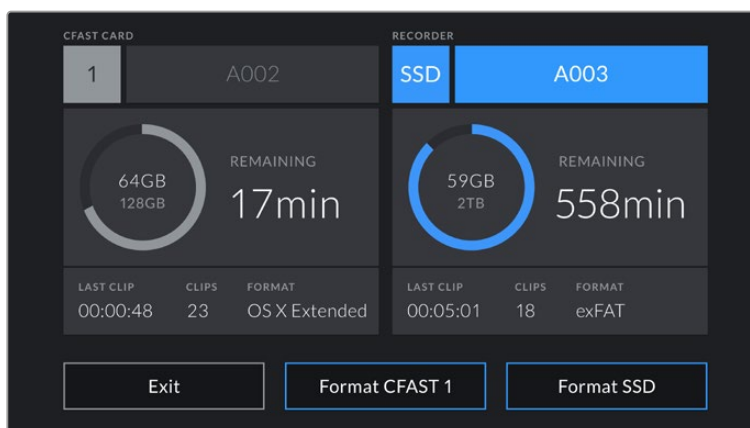 CFAST CARD
1 A002
64GB
128GB
REMAINING
17min
LAST CLIP CLIPS FORMAT
00:00:48 23 OS X Extended
RECORDER
SSD A003
59GB
2TB
REMAINING
558min
LAST CLIP CLIPS FORMAT
00:05:01 18 exFAT
Exit Format CFAST 1 Format SSD